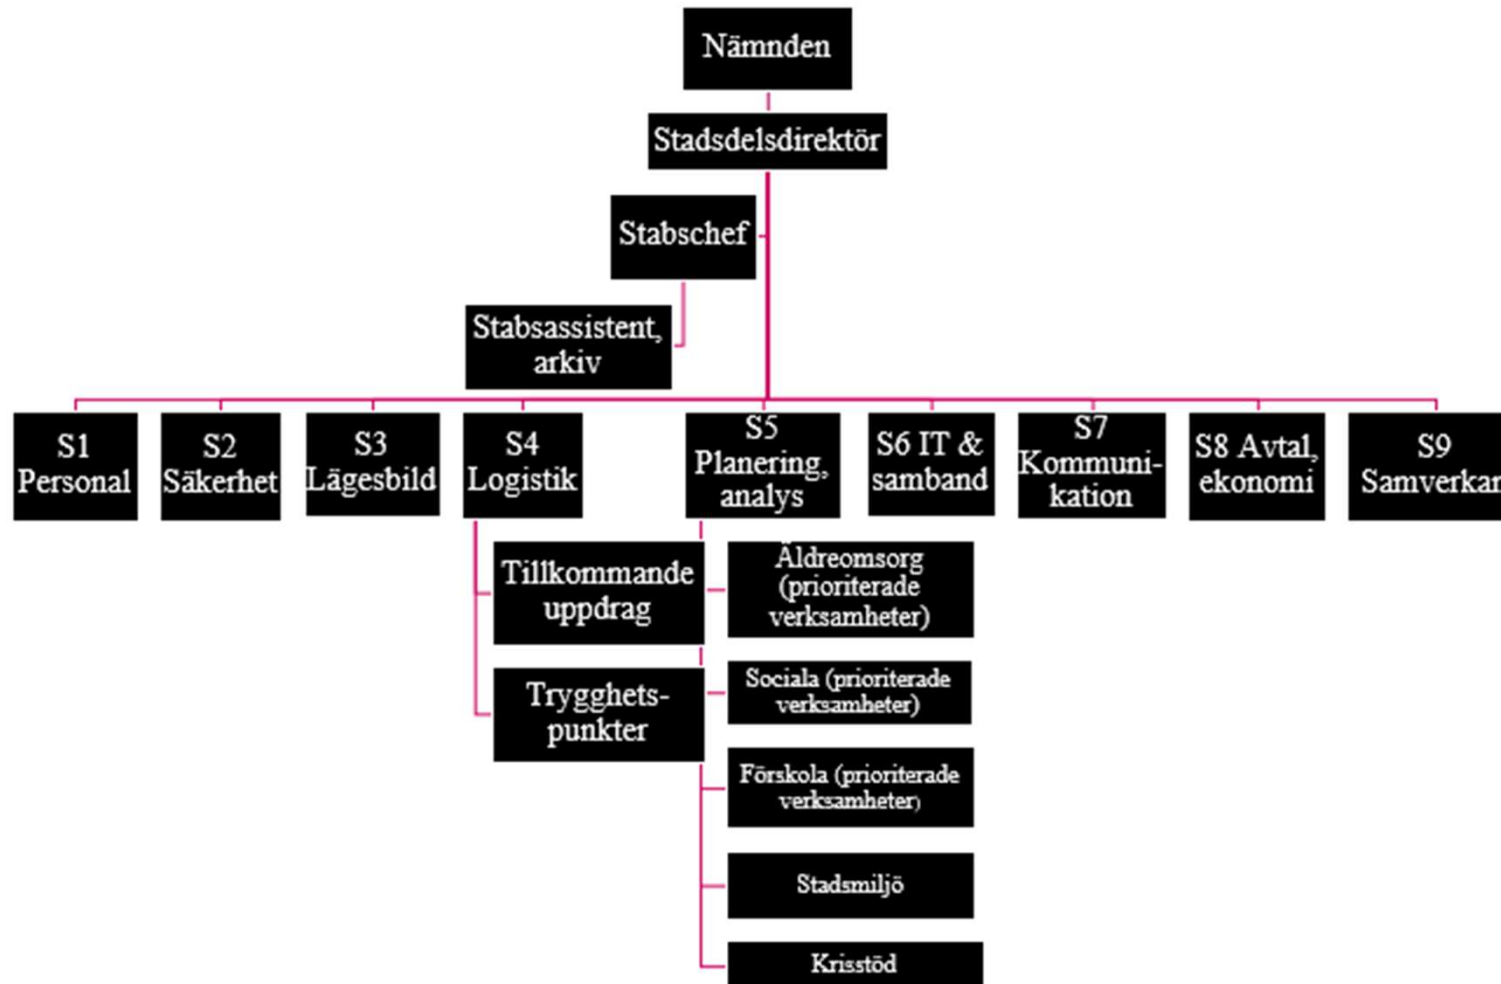 Nämnden
Stadsdelsdirektör
Stabschef
Stabsassistent,
arkiv
S1
Personal
S2
Säkerhet
S3
Lägesbild
S4
Logistik
S5
Planering,
analys
S6 IT &
samband
S7
Kommuni-
kation
S8 Avtal,
ekonomi
S9
Samverkan
Tillkommande
uppdrag
Trygghets-
punkter
Äldreomsorg
(prioriterade
verksamheter)
Sociala (prioriterade
verksamheter)
Förskola (prioriterade
verksamheter)
Stadsmiljö
Krisstöd